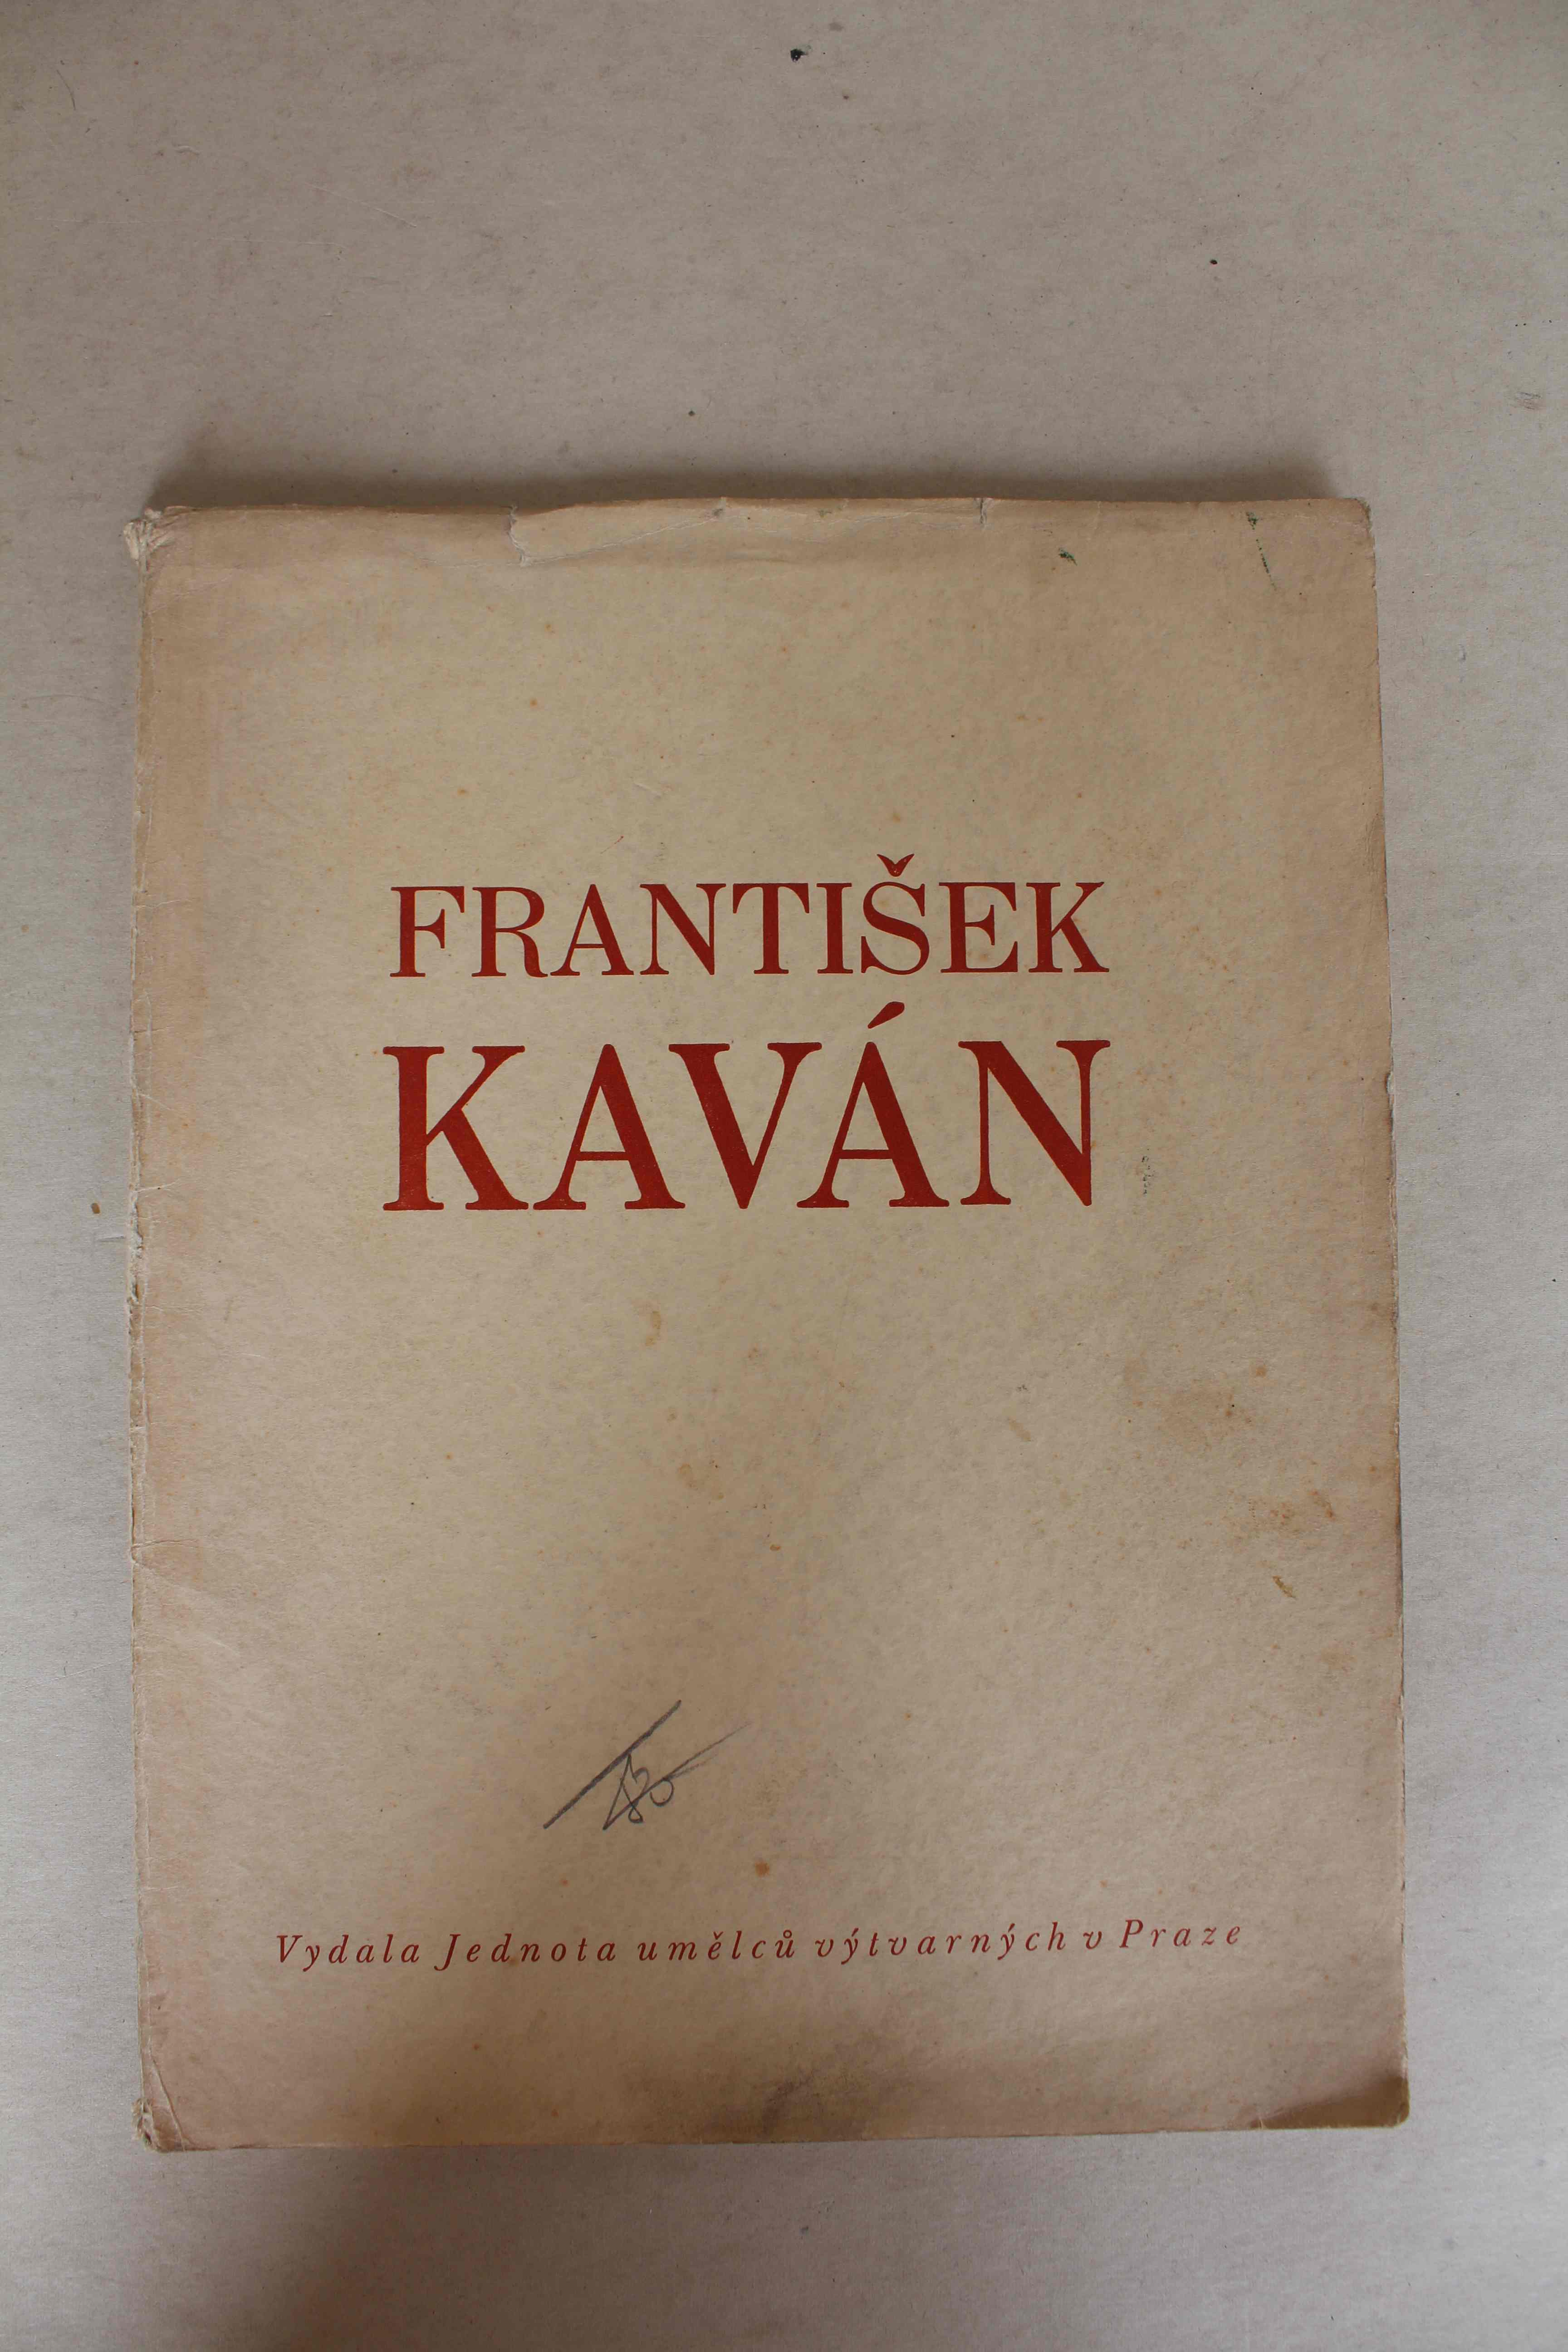 FRANTIŠEK
KAVÁN
Vydala Jednota umělců výtvarných v Praze